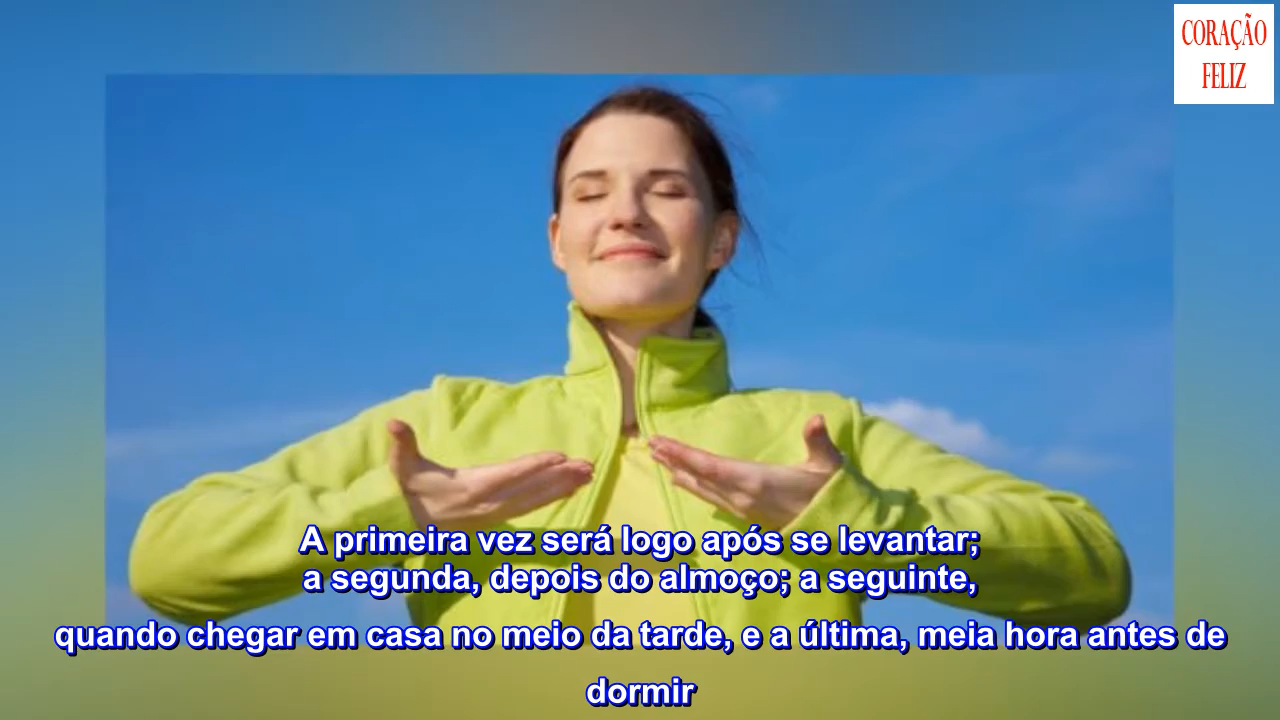 CORAÇÃO
FELIZ
A primeira vez será logo após se levantar;
a segunda, depois do almoço; a seguinte,
quando chegar em casa no meio da tarde, e a última, meia hora antes de
dormir